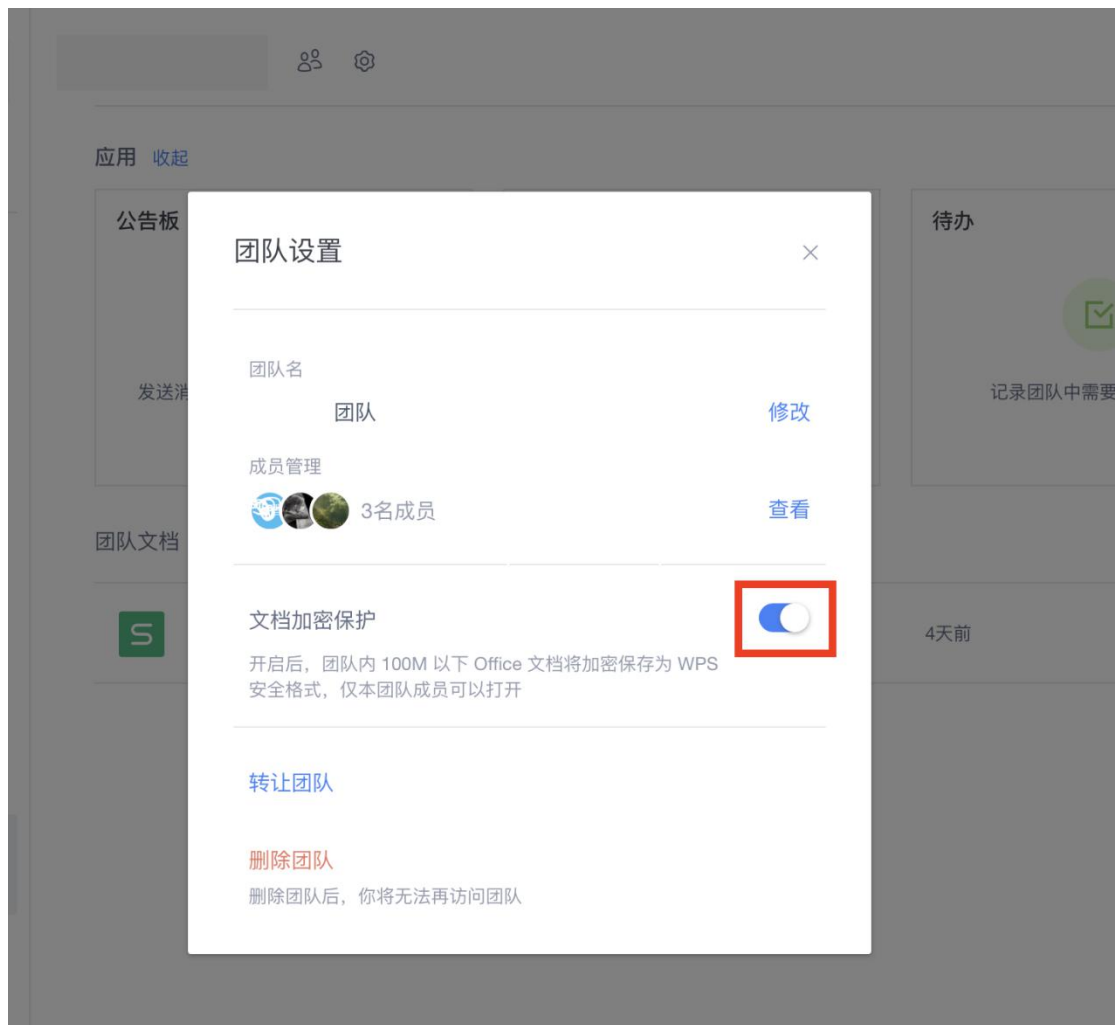 应用 收起
公告板
待办
团队设置
团队名
发送消
记录团队中需要
团队 修改
成员管理
3名成员 查看
团队文档
文档加密保护
4天前
开启后，团队内 100M 以下 Office 文档将加密保存为 WPS
安全格式，仅本团队成员可以打开
转让团队
删除团队
删除团队后，你将无法再访问团队